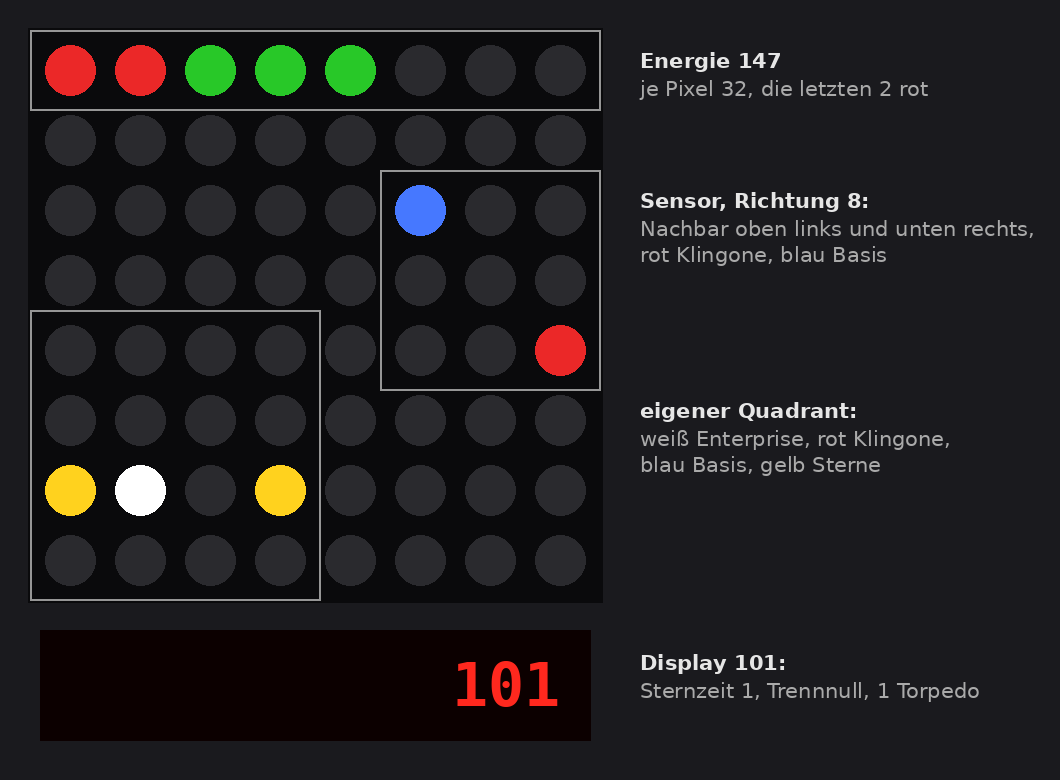 Energie 147
je Pixel 32, die letzten 2 rot
Sensor, Richtung 8:
Nachbar oben links und unten rechts,
rot Klingone, blau Basis
eigener Quadrant:
weiß Enterprise, rot Klingone,
blau Basis, gelb Sterne
101
Display 101:
Sternzeit 1, Trennnull, 1 Torpedo